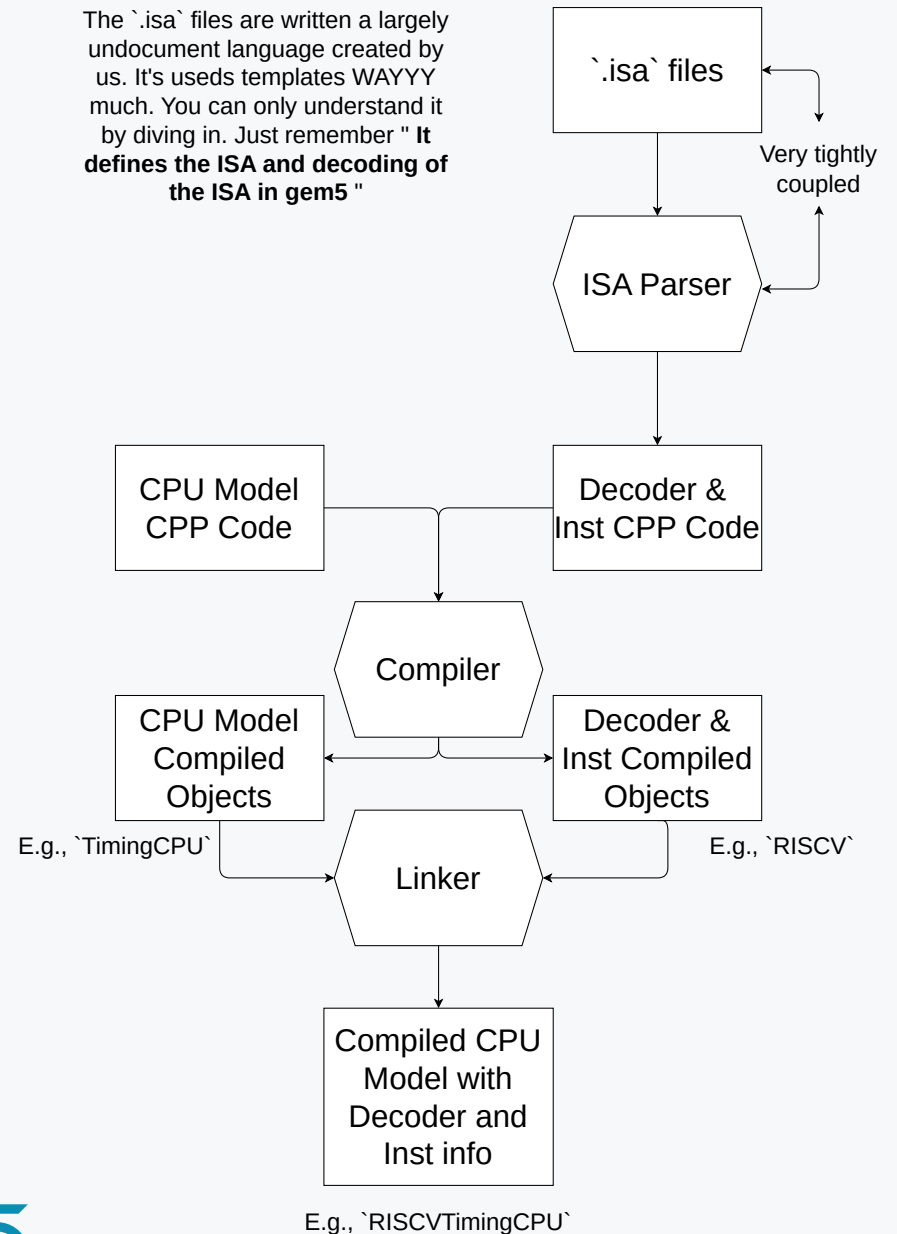 The `.isa` files are written a largely
undocument language created by
us. It's useds templates WAYYY
much. You can only understand it
by diving in. Just remember " It
defines the ISA and decoding of
the ISA in gem5 "
`.isa` files
Very tightly
coupled
ISA Parser
CPU Model
CPP Code
Decoder &
Inst CPP Code
Compiler
CPU Model
Compiled
Objects
Decoder &
Inst Compiled
Objects
E.g., `TimingCPU`
E.g., `RISCV`
Linker
Compiled CPU
Model with
Decoder and
Inst info
E.g., `RISCVTimingCPU`